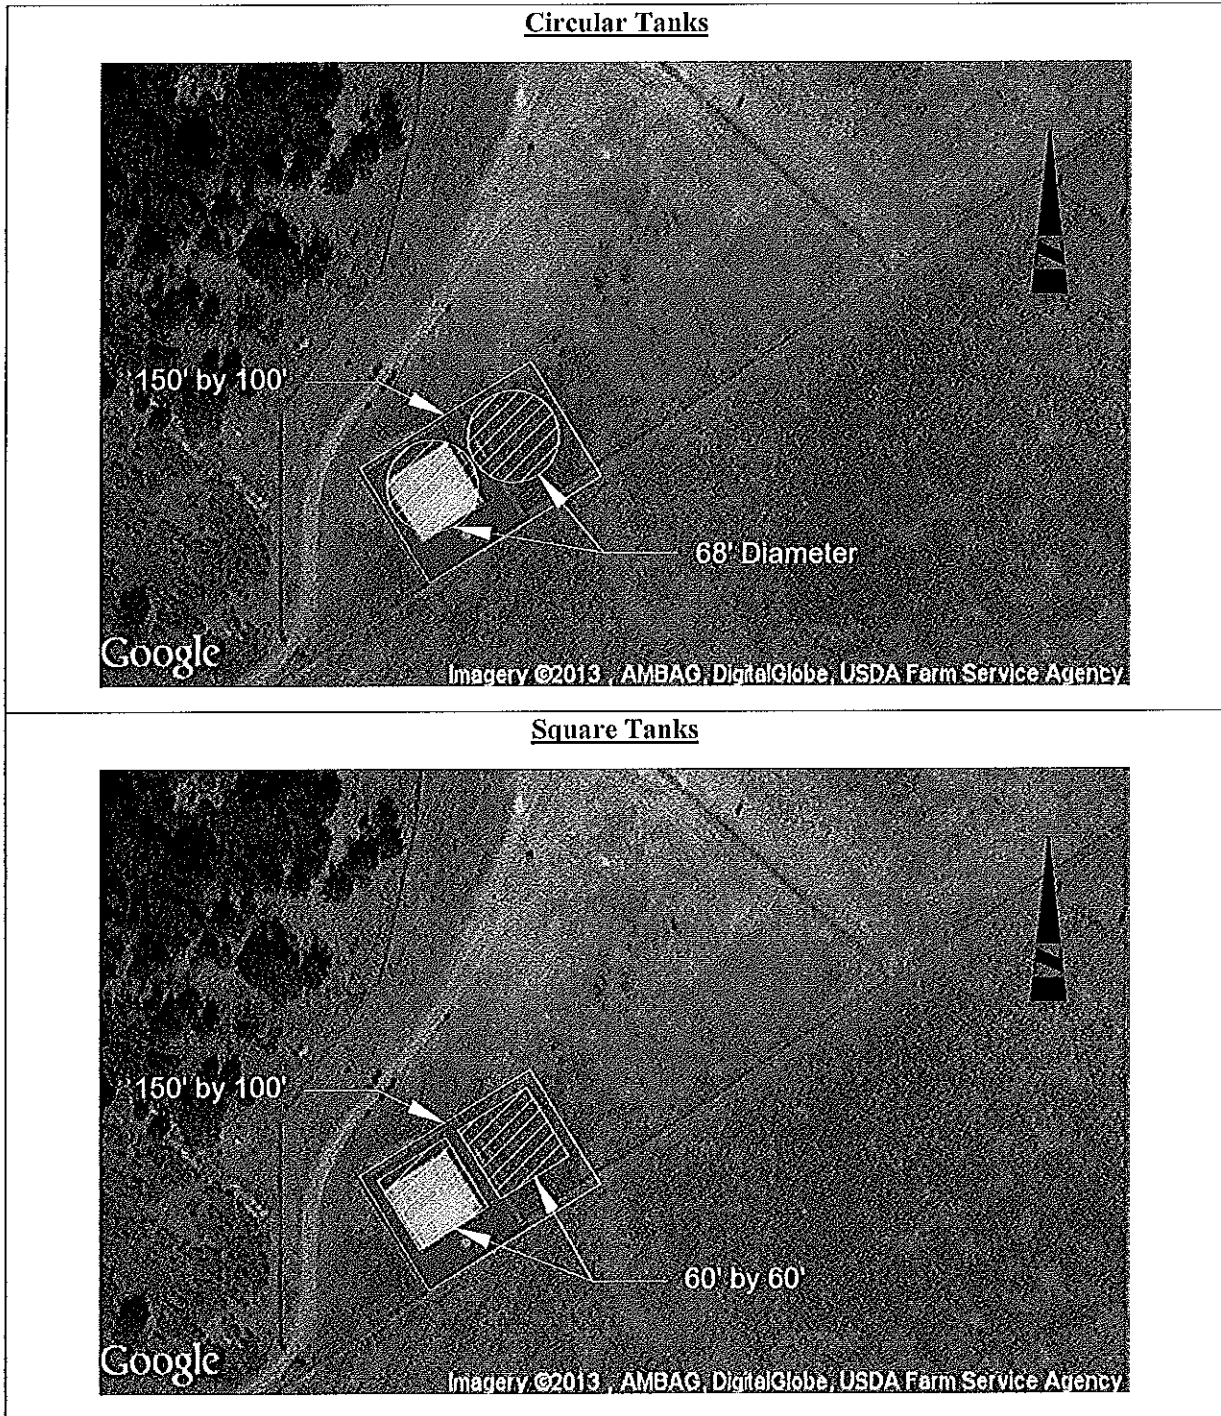 Circular Tanks
150' by 100'
68' Diameter
Google
Imagery ©2013 , AMBAG, DigitalGlobe, USDA Farm Service Agency
Square Tanks
150' by 100'
60' by 60'
Google
Imagery ©2013 , AMBAG, DigitalGlobe, USDA Farm Service Agency